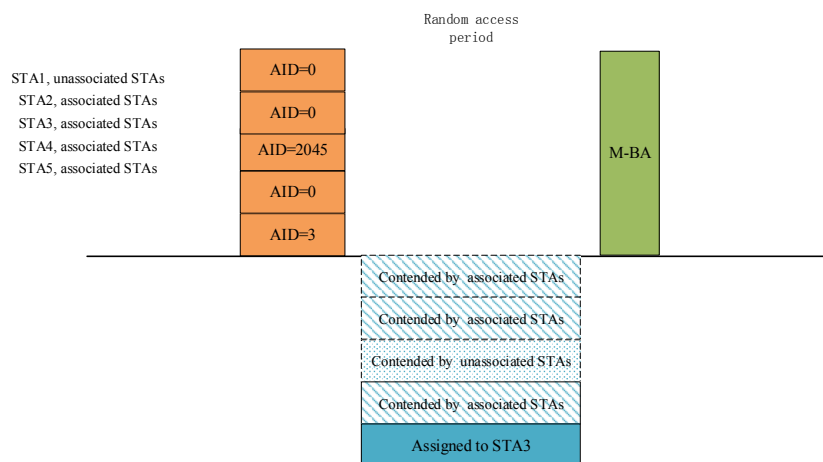 Random access
period
STA1, unassociated STAs
STA2, associated STAs
STA3, associated STAs
STA4, associated STAs
STA5, associated STAs
AID=0
AID=0
AID=2045
AID=0
AID=3
M-BA
Contended by associated STAs
Contended by associated STAs
Contended by unassociated STAs
Contended by associated STAs
Assigned to STA3